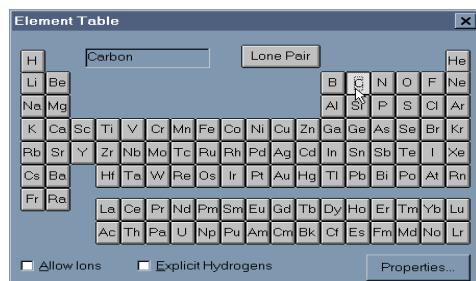 Element Table
Carbon Lone Pair
H He
Li Be B C N O F Ne
Na Mg Al Si P S Cl Ar
K Ca Sc Ti V Cr Mn Fe Co Ni Cu Zn Ga Ge As Se Br Kr
Rb Sr Y Zr Nb Mo Tc Ru Rh Pd Ag Cd In Sn Sb Te I Xe
Cs Ba Hf Ta W Re Os Ir Pt Au Hg Tl Pb Bi Po At Rn
Fr Ra
La Ce Pr Nd Pm Sm Eu Gd Tb Dy Ho Er Tm Yb Lu
Ac Th Pa U Np Pu Am Cm Bk Cf Es Fm Md No Lr
Allow Ions Explicit Hydrogens Properties...